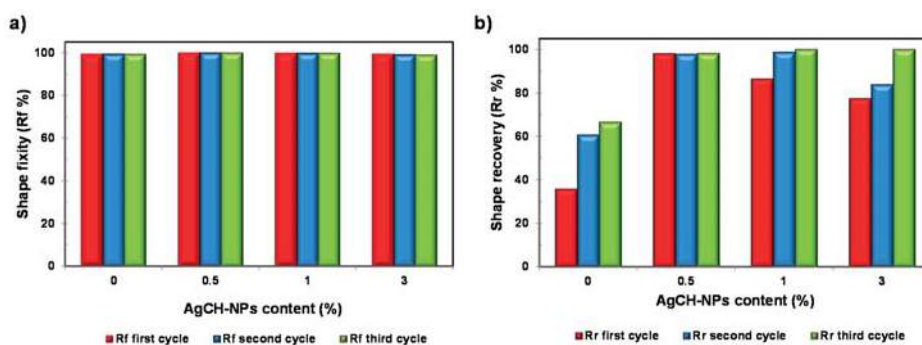 a)
Shape fixity (Rf %)
100
80
60
40
20
0
0 0.5 1 3
AgCH-NPs content (%)
Rf first cycle Rf second cycle Rf third cycle
b)
Shape recovery (Rr %)
100
80
60
40
20
0
0 0.5 1 3
AgCH-NPs content (%)
Rr first cycle Rr second cycle Rr third ccycle